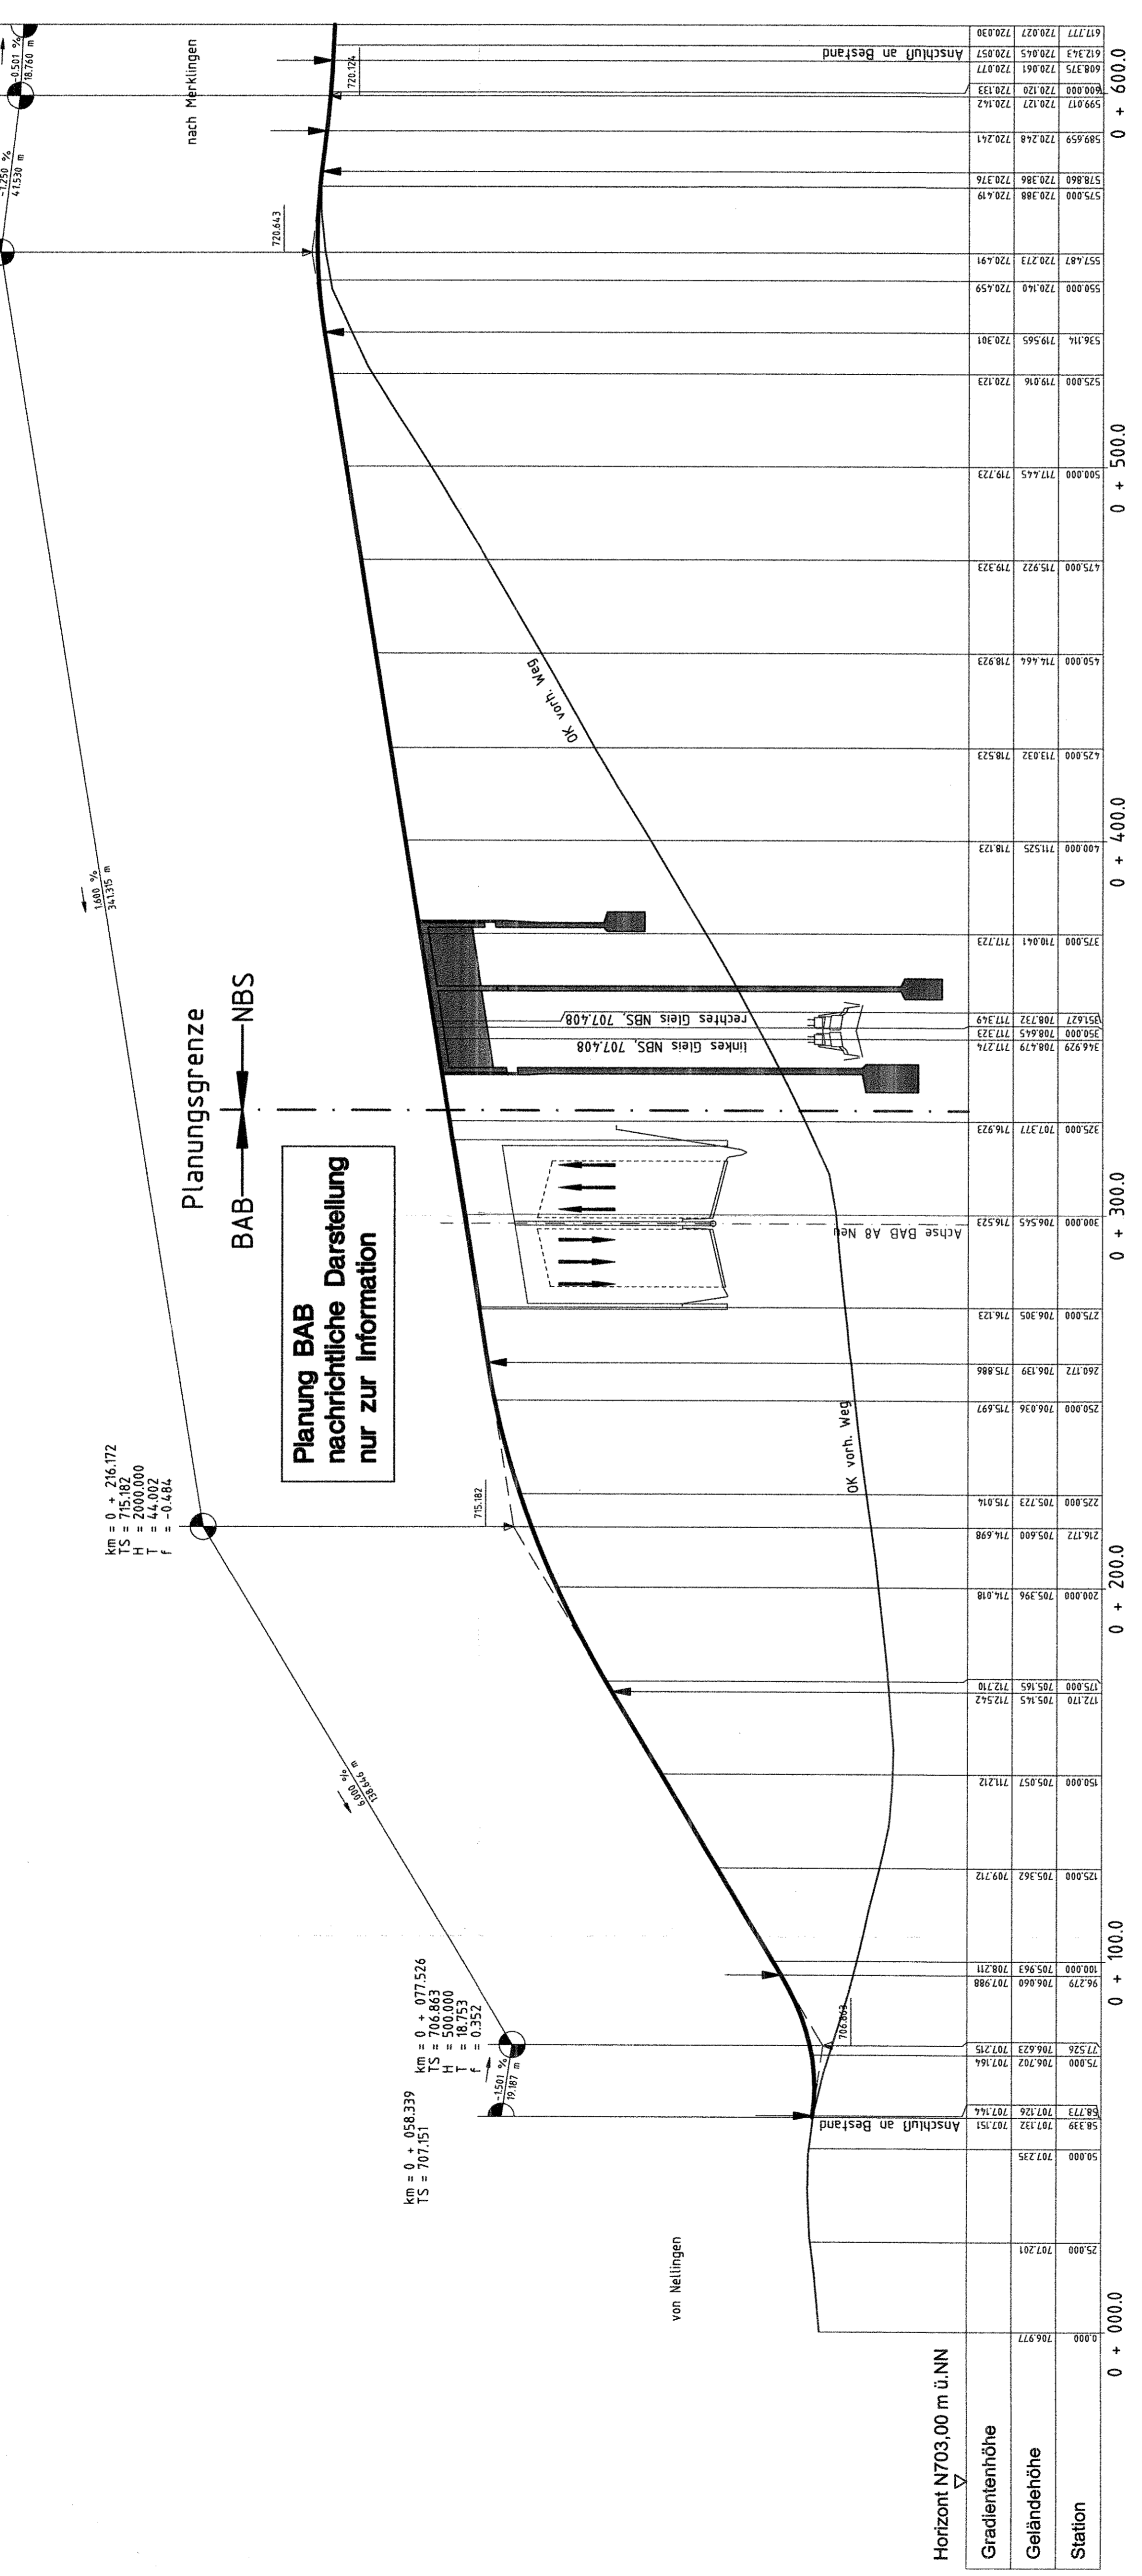 -0.501 %
18.760 m
-1.250 %
41.530 m
nach Merklingen
720.124
720.643
1.600 %
341.315 m
Planungsgrenze
BAB
NBS
Planung BAB
nachrichtliche Darstellung
nur zur Information
km = 0 + 216.172
TS = 715.182
H = 2000.000
T = 44.002
f = -0.484
715.182
6.000 %
138.646 m
km = 0 + 077.526
TS = 706.863
H = 500.000
T = 18.753
f = 0.352
-1.501 %
19.187 m
km = 0 + 058.339
TS = 707.151
706.863
von Nellingen
OK vorh. Weg
OK vorh. Weg
linkes Gleis NBS, 707.408
rechtes Gleis NBS, 707.408
Achse BAB A8 Neu
Anschluß an Bestand
Anschluß an Bestand
Horizont N703,00 m ü.NN
Gradientenhöhe
707.151 707.144 707.164 707.215 707.988 708.211 709.712 711.212 712.542 712.710 714.018 714.698 715.014 715.697 715.886 716.123 716.523 716.923 717.274 717.323 717.349 717.723 718.123 718.523 718.923 719.323 719.723 720.123 720.301 720.459 720.491 720.419 720.376 720.241 720.142 720.133 720.077 720.057 720.030
Geländehöhe
706.977 707.201 707.235 707.132 707.126 706.702 706.623 706.060 705.963 705.362 705.057 705.145 705.165 705.396 705.600 705.723 706.036 706.139 706.305 706.545 707.377 708.479 708.645 708.732 710.041 711.525 713.032 714.464 715.922 717.445 719.016 719.565 720.140 720.273 720.388 720.386 720.248 720.127 720.120 720.061 720.045 720.027
Station
0.000 25.000 50.000 58.339 58.773 75.000 77.526 96.279 100.000 125.000 150.000 172.170 175.000 200.000 216.172 225.000 250.000 260.172 275.000 300.000 325.000 346.929 350.000 351.627 375.000 400.000 425.000 450.000 475.000 500.000 525.000 536.114 550.000 557.487 575.000 578.860 589.659 599.017 600.000 608.375 612.343 617.777
0 + 000.0 0 + 100.0 0 + 200.0 0 + 300.0 0 + 400.0 0 + 500.0 0 + 600.0